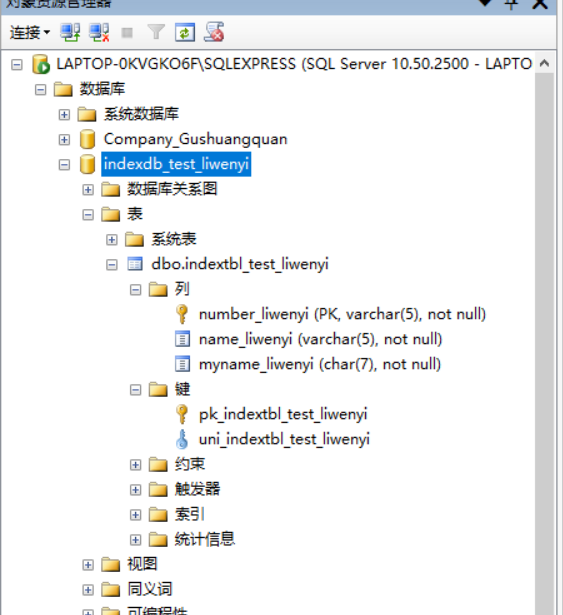 对象资源管理器
连接
LAPTOP-0KVGKO6F\SQLEXPRESS (SQL Server 10.50.2500 - LAPTO
数据库
系统数据库
Company_Gushuangquan
indexdb_test_liwenyi
数据库关系图
表
系统表
dbo.indextbl_test_liwenyi
列
number_liwenyi (PK, varchar(5), not null)
name_liwenyi (varchar(5), not null)
myname_liwenyi (char(7), not null)
键
pk_indextbl_test_liwenyi
uni_indextbl_test_liwenyi
约束
触发器
索引
统计信息
视图
同义词
可编程性